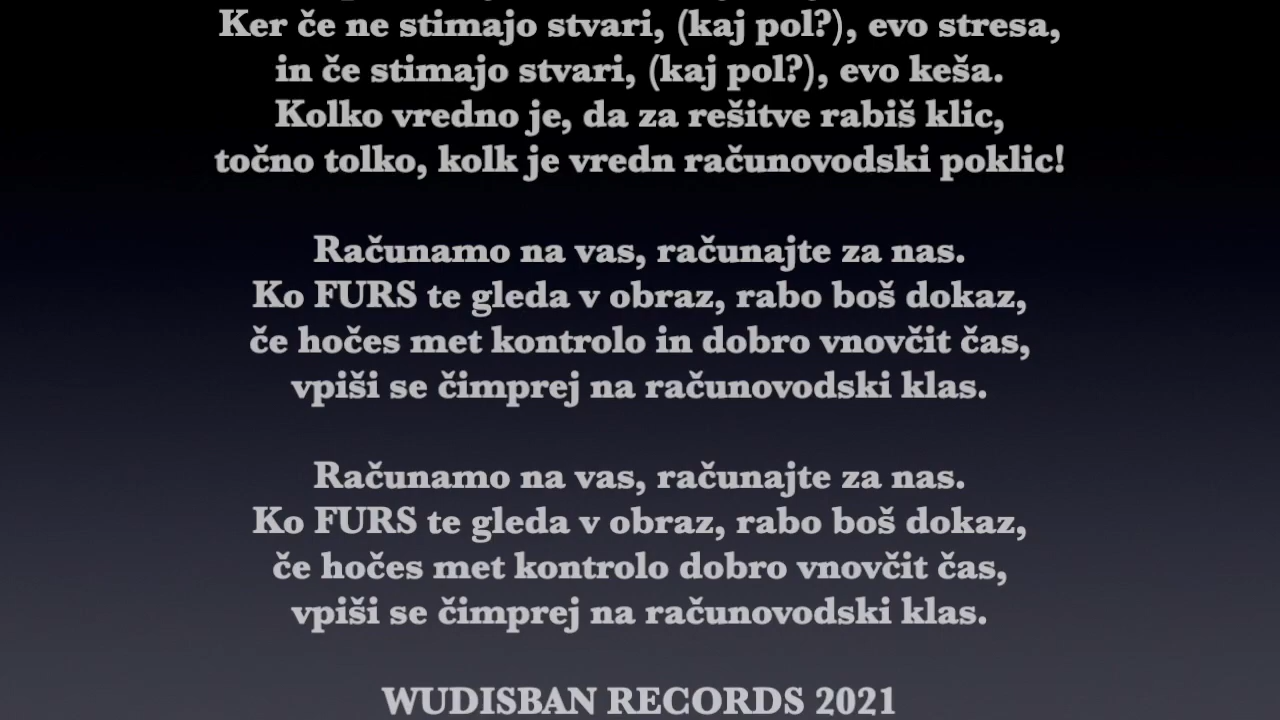 Ker če ne stimajo stvari, (kaj pol?), evo stresa,
in če stimajo stvari, (kaj pol?), evo keša.
Kolko vredno je, da za rešitve rabiš klic,
točno tolko, kolk je vredn računovodski poklic!
Računamo na vas, računajte za nas.
Ko FURS te gleda v obraz, rabo boš dokaz,
če hočes met kontrolo in dobro vnovčit čas,
vpiši se čimprej na računovodski klas.
Računamo na vas, računajte za nas.
Ko FURS te gleda v obraz, rabo boš dokaz,
če hočes met kontrolo dobro vnovčit čas,
vpiši se čimprej na računovodski klas.
WUDISBAN RECORDS 2021